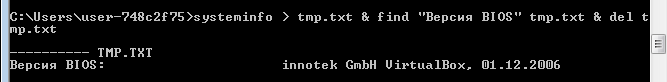 C:\Users\user-748c2f75>systeminfo > tmp.txt & find "Версия BIOS" tmp.txt & del t
mp.txt
---------- TMP.TXT
Версия BIOS: innotek GmbH VirtualBox, 01.12.2006